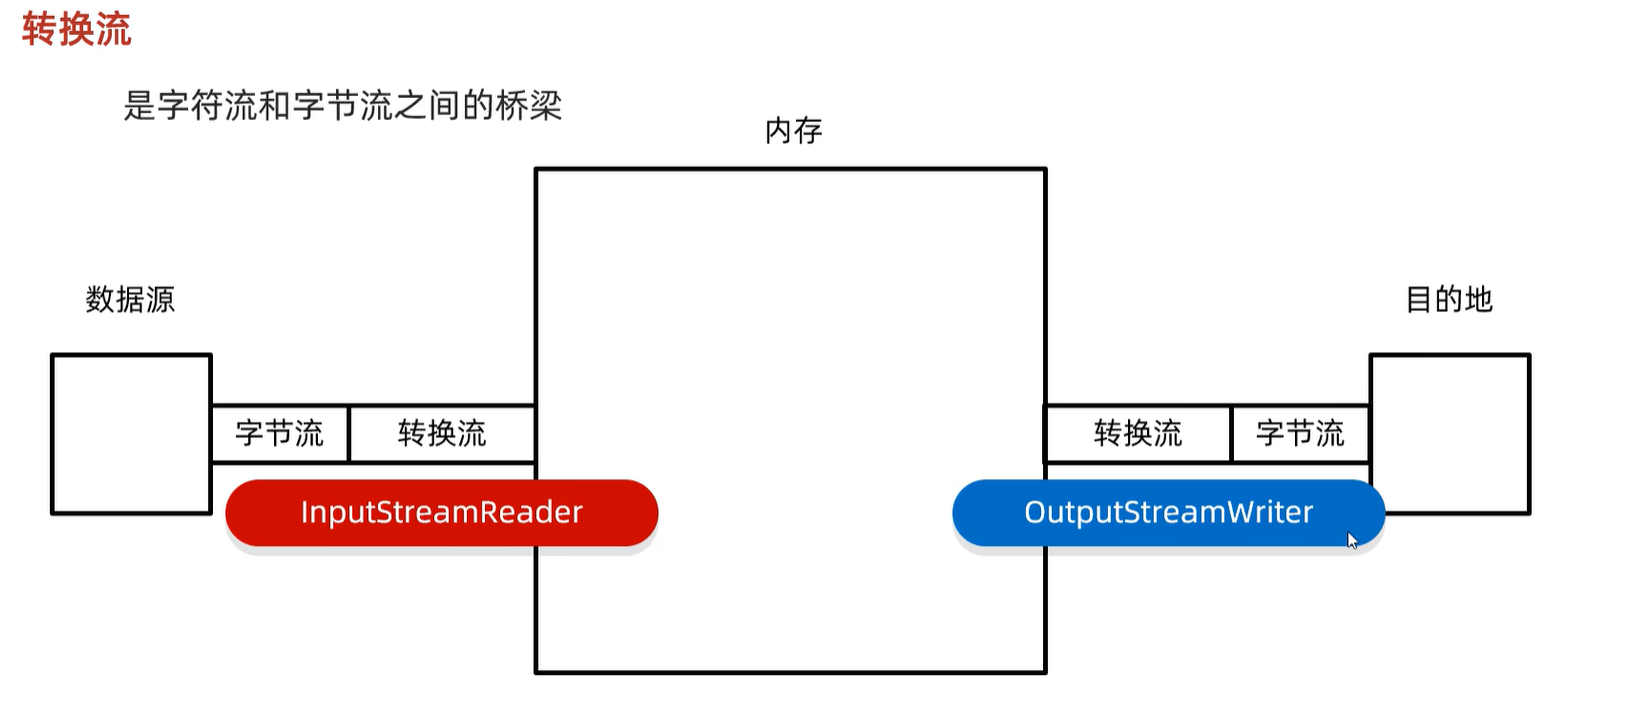 转换流
是字符流和字节流之间的桥梁
内存
数据源
目的地
字节流
转换流
转换流
字节流
InputStreamReader
OutputStreamWriter